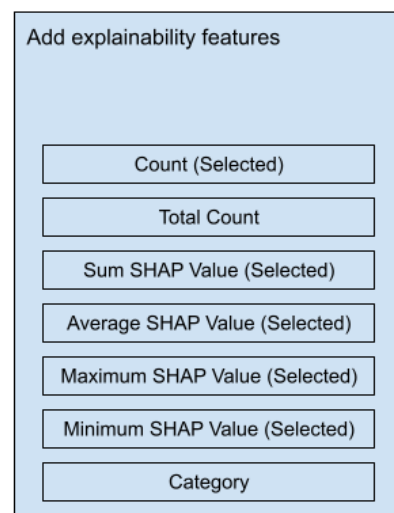 Add explainability features
Count (Selected)
Total Count
Sum SHAP Value (Selected)
Average SHAP Value (Selected)
Maximum SHAP Value (Selected)
Minimum SHAP Value (Selected)
Category